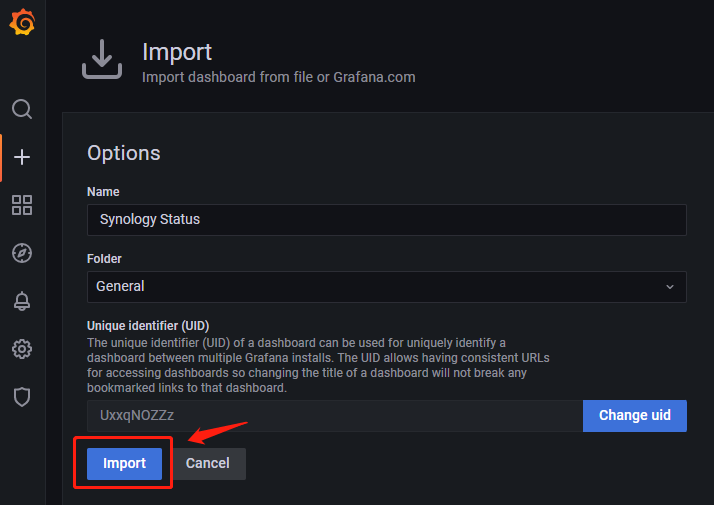 Import
Import dashboard from file or Grafana.com
Options
Name
Synology Status
Folder
General
Unique identifier (UID)
The unique identifier (UID) of a dashboard can be used for uniquely identify a
dashboard between multiple Grafana installs. The UID allows having consistent URLs
for accessing dashboards so changing the title of a dashboard will not break any
bookmarked links to that dashboard.
UxxqNOZZz
Change uid
Import
Cancel